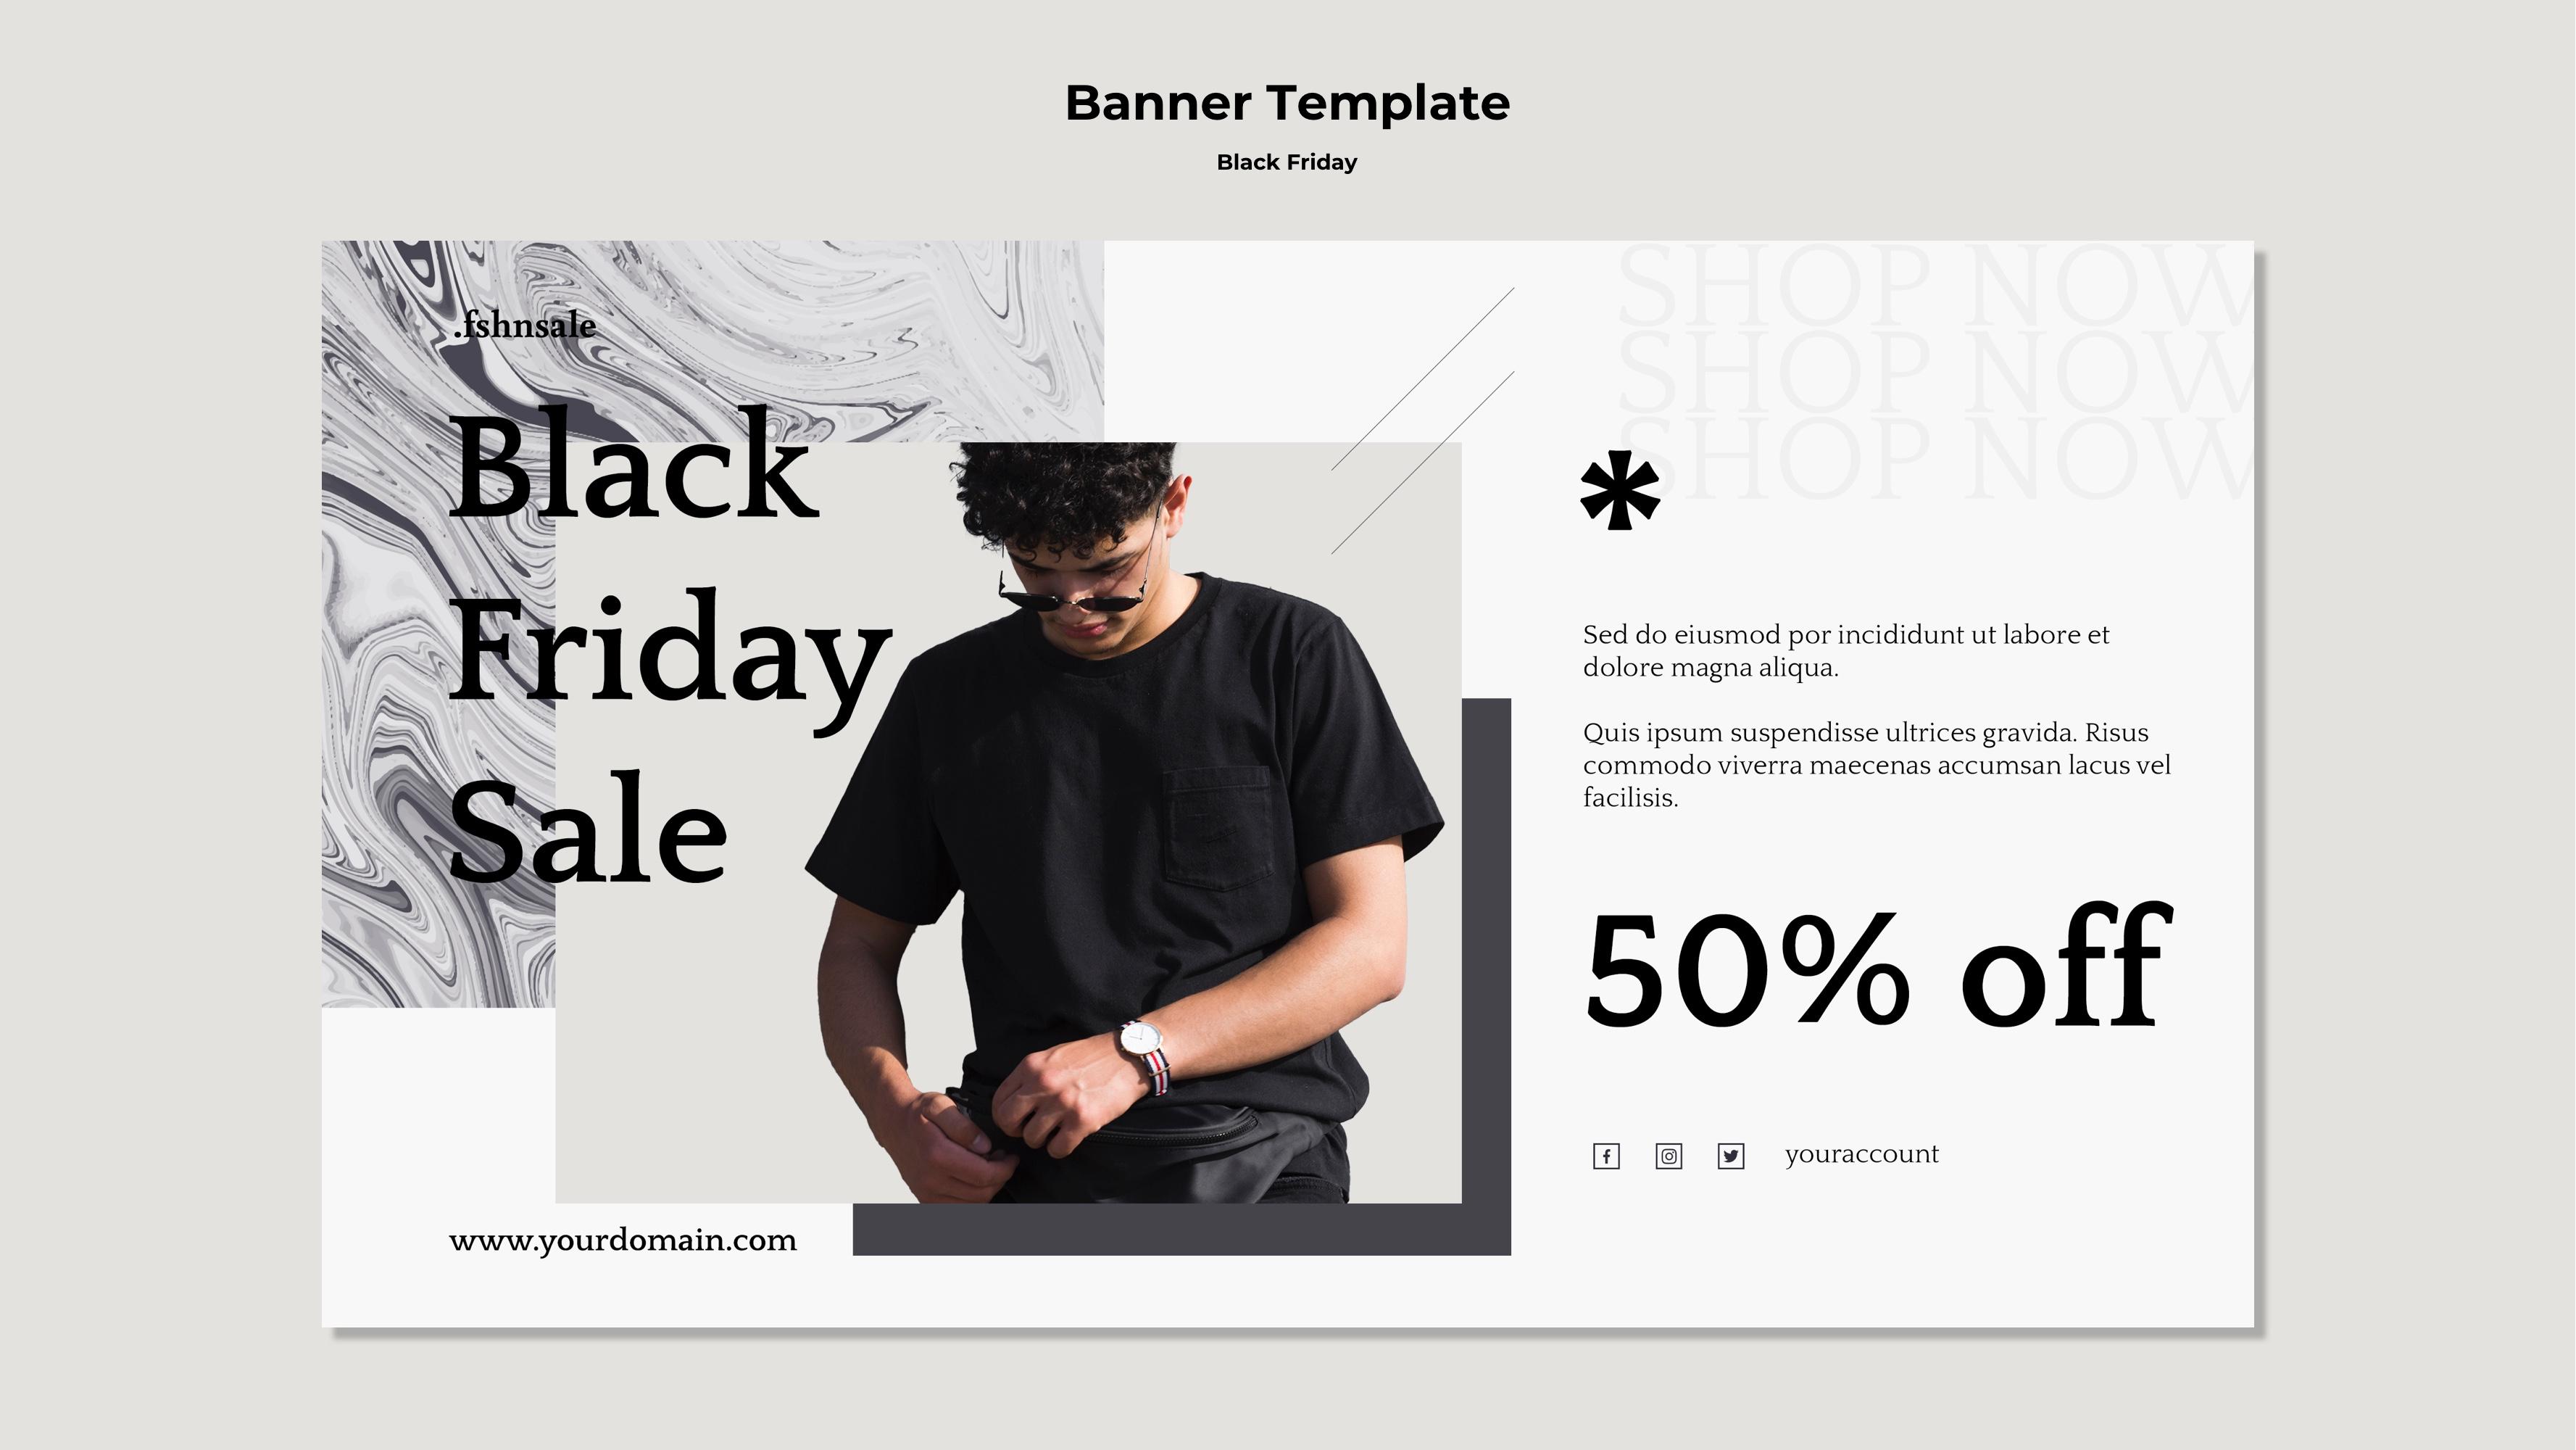 Banner Template
Black Friday
.fshnsale
Black
Friday
Sale
www.yourdomain.com
SHOP NOW
SHOP NOW
SHOP NOW
*
Sed do eiusmod por incididunt ut labore et
dolore magna aliqua.
Quis ipsum suspendisse ultrices gravida. Risus
commodo viverra maecenas accumsan lacus vel
facilisis.
50% off
youraccount